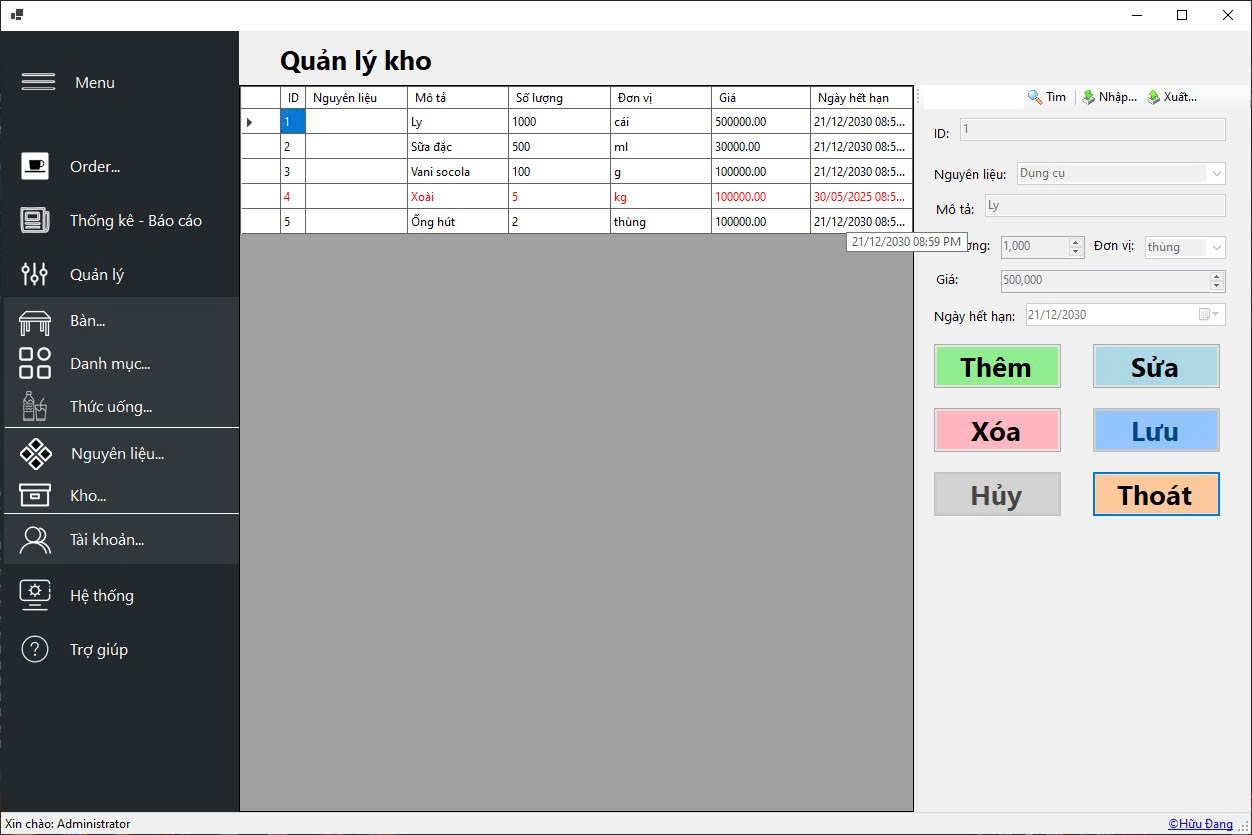 Menu
Order...
Thống kê - Báo cáo
Quản lý
Bàn...
Danh mục...
Thức uống...
Nguyên liệu...
Kho...
Tài khoản...
Hệ thống
Trợ giúp
Quản lý kho
ID Nguyên liệu Mô tả Số lượng Đơn vị Giá Ngày hết hạn
1 Ly 1000 cái 500000.00 21/12/2030 08:5...
2 Sữa đặc 500 ml 30000.00 21/12/2030 08:5...
3 Vani socola 100 g 100000.00 21/12/2030 08:5...
4 Xoài 5 kg 100000.00 30/05/2025 08:5...
5 Ống hút 2 thùng 100000.00 21/12/2030 08:5...
21/12/2030 08:59 PM
Tìm Nhập... Xuất...
ID: 1
Nguyên liệu: Dụng cụ
Mô tả: Ly
ợng: 1,000 Đơn vị: thùng
Giá: 500,000
Ngày hết hạn: 21/12/2030
Thêm Sửa
Xóa Lưu
Hủy Thoát
Xin chào: Administrator
©Hữu Đang